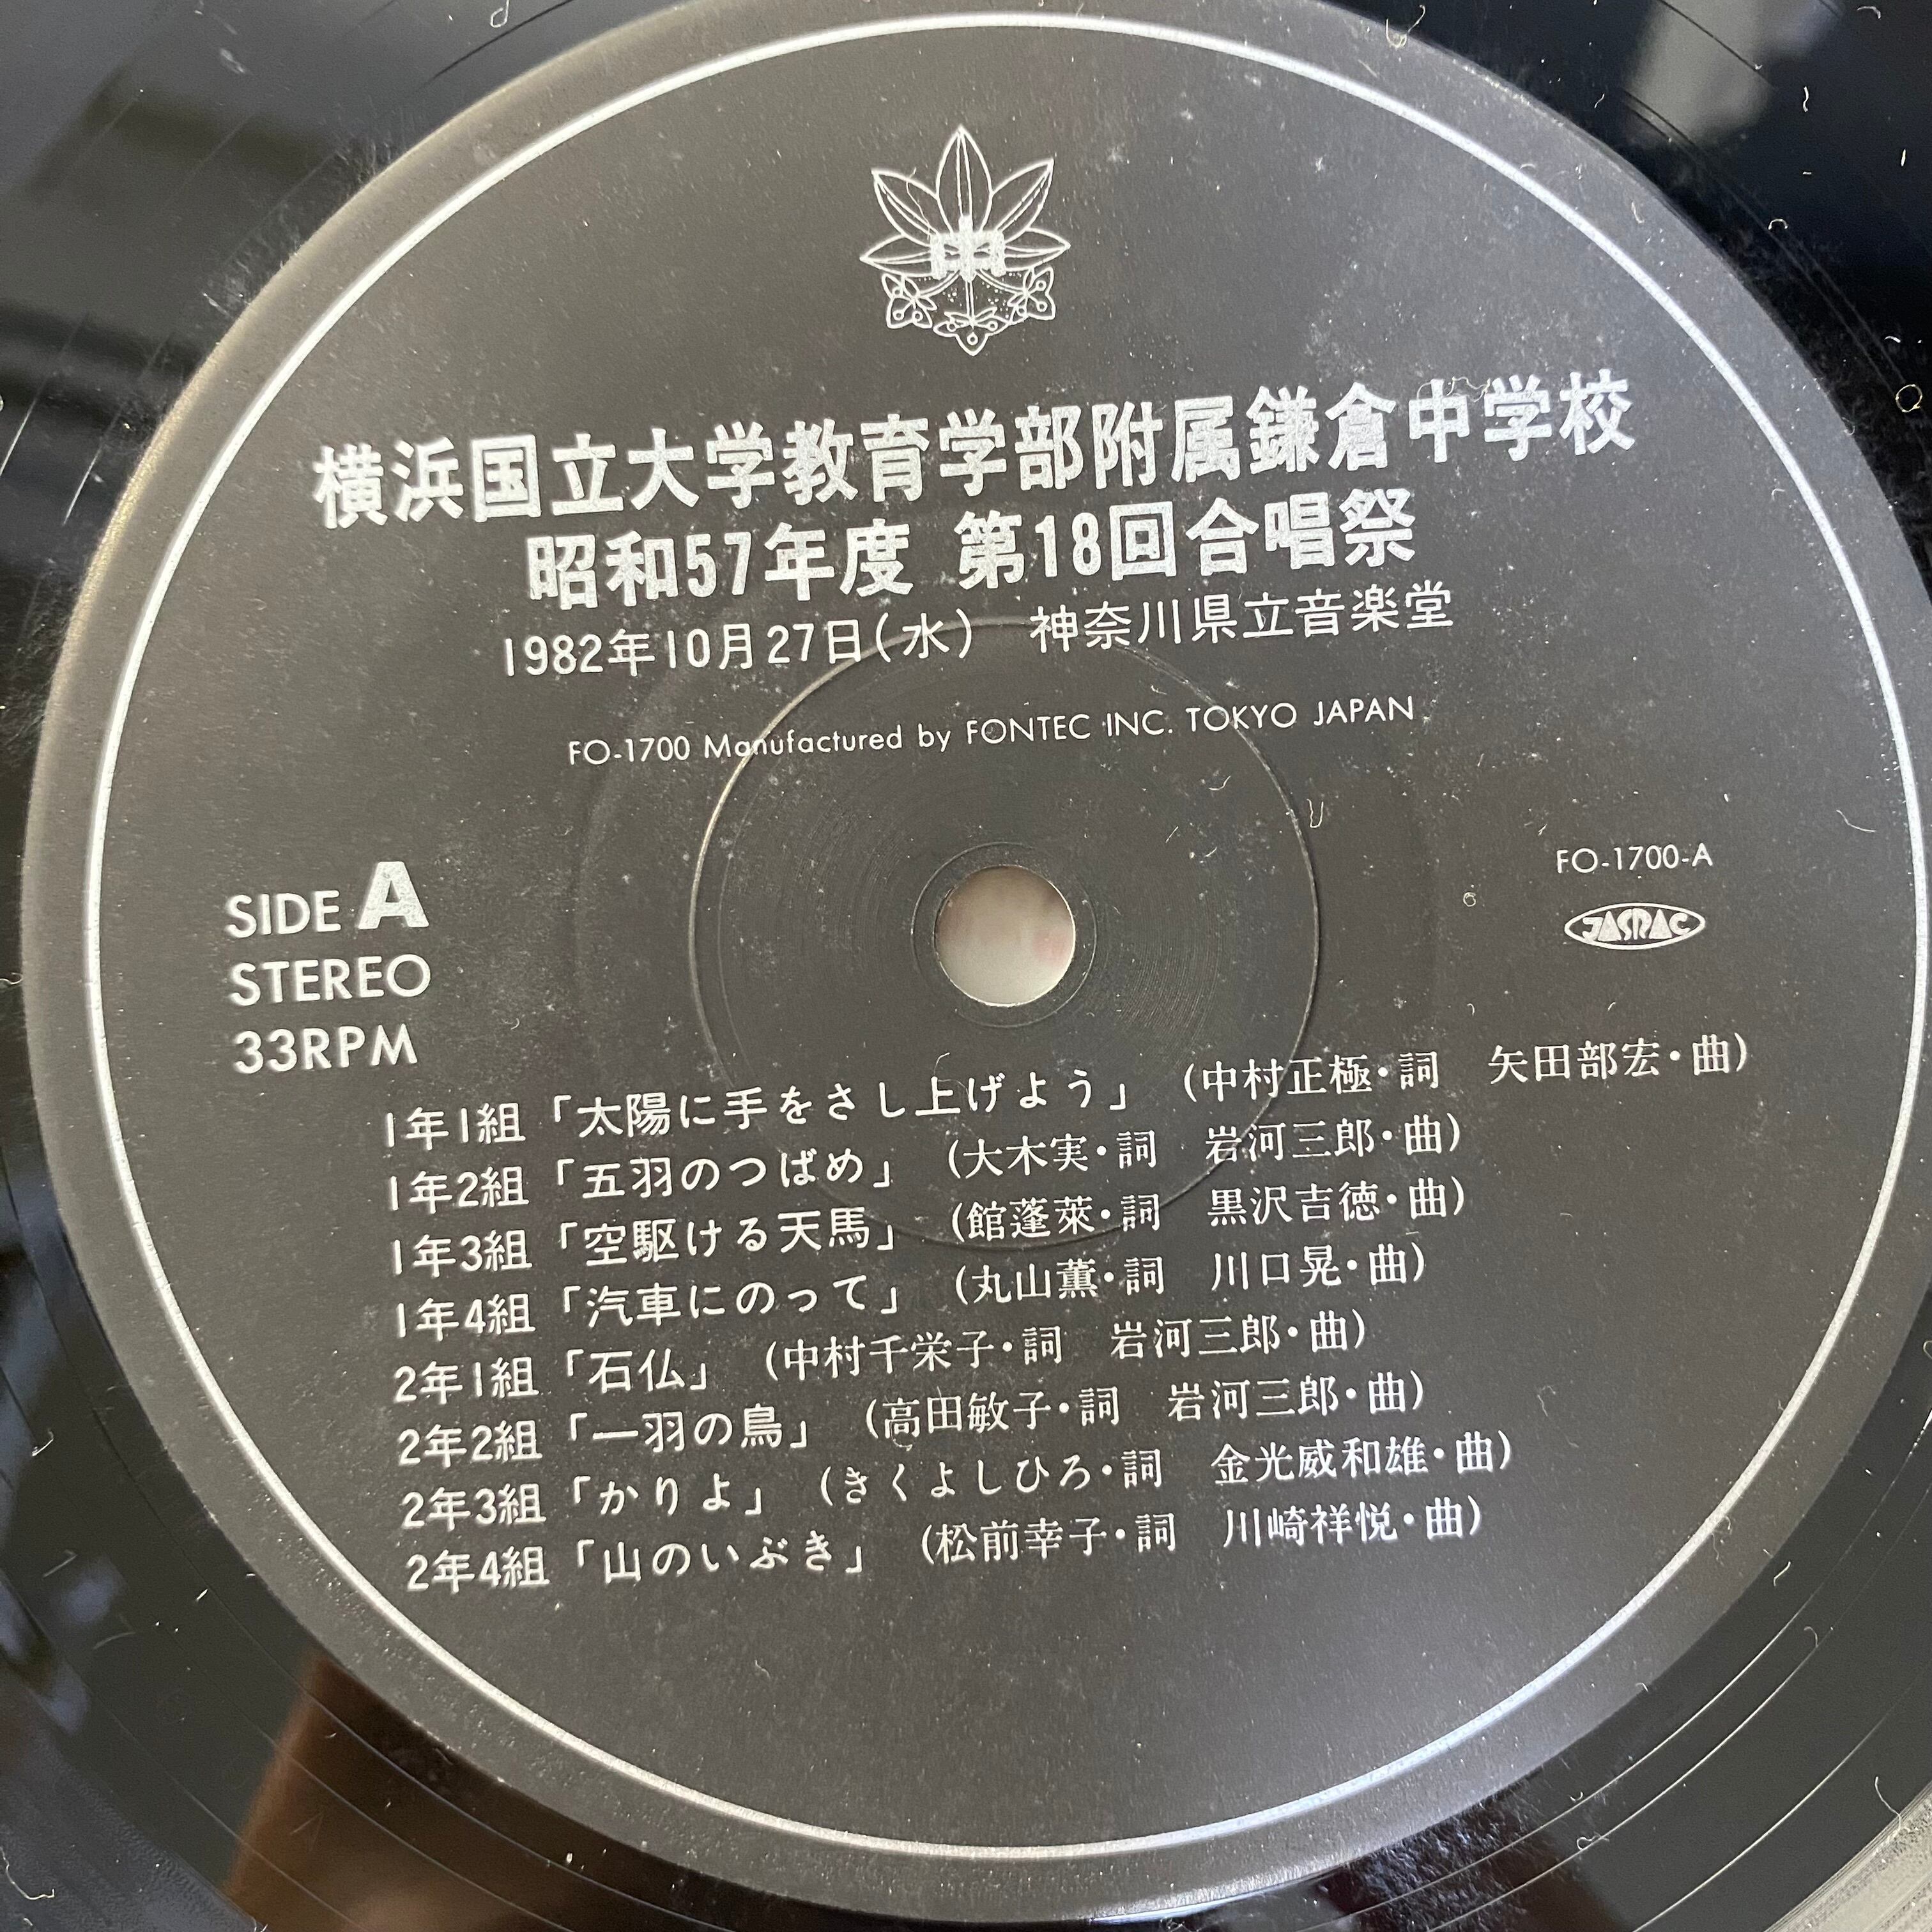 中
横浜国立大学教育学部附属鎌倉中学校
昭和57年度 第18回合唱祭
1982年10月27日(水) 神奈川県立音楽堂
FO-1700 Manufactured by FONTEC INC. TOKYO JAPAN
SIDE A
STEREO
33RPM
FO-1700-A
JASRAC
1年1組「太陽に手をさし上げよう」 (中村正極・詞 矢田部宏・曲)
1年2組「五羽のつばめ」 (大木実・詞 岩河三郎・曲)
1年3組「空駆ける天馬」 (館蓬莱・詞 黒沢吉徳・曲)
1年4組「汽車にのって」 (丸山薫・詞 川口晃・曲)
2年1組「石仏」 (中村千栄子・詞 岩河三郎・曲)
2年2組「一羽の鳥」 (高田敏子・詞 岩河三郎・曲)
2年3組「かりよ」 (きくよしひろ・詞 金光威和雄・曲)
2年4組「山のいぶき」 (松前幸子・詞 川崎祥悦・曲)